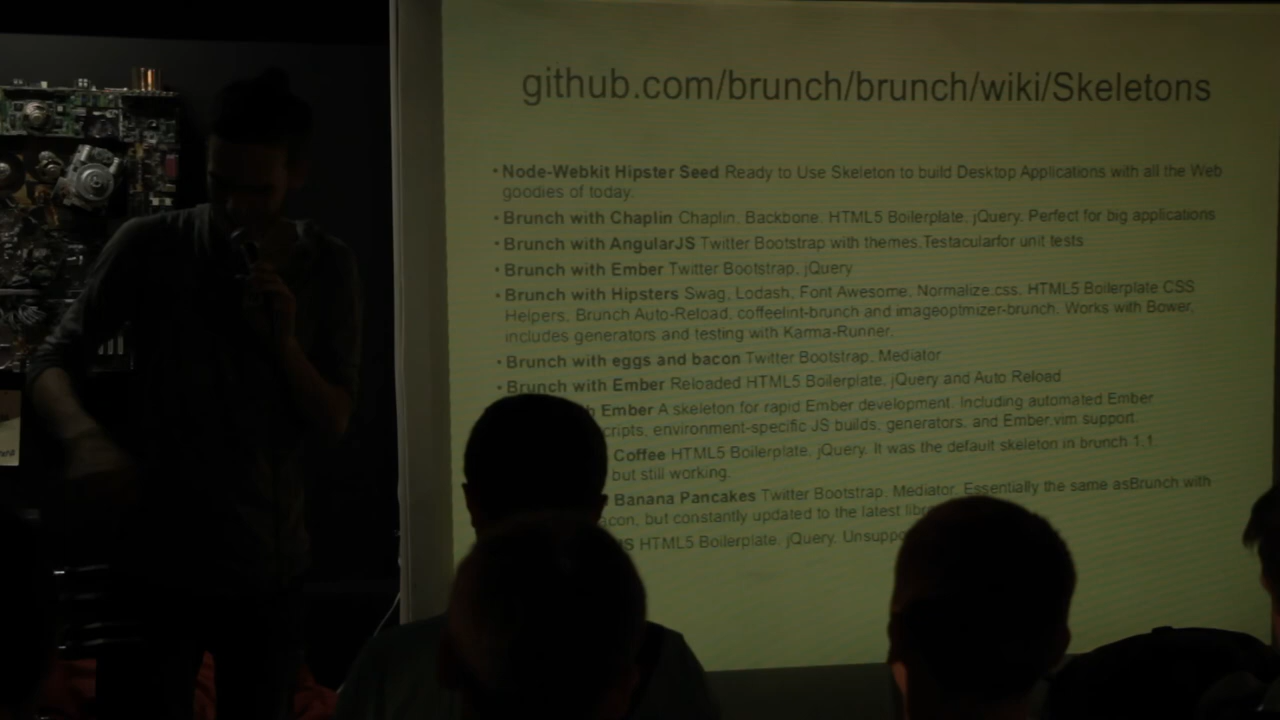 github.com/brunch/brunch/wiki/Skeletons
• Node-Webkit Hipster Seed Ready to Use Skeleton to build Desktop Applications with all the Web
goodies of today.
• Brunch with Chaplin Chaplin, Backbone, HTML5 Boilerplate, jQuery. Perfect for big applications
• Brunch with AngularJS Twitter Bootstrap with themes,Testacularfor unit tests
• Brunch with Ember Twitter Bootstrap, jQuery
• Brunch with Hipsters Swag, Lodash, Font Awesome, Normalize.css, HTML5 Boilerplate CSS
Helpers, Brunch Auto-Reload, coffeelint-brunch and imageoptmizer-brunch. Works with Bower,
includes generators and testing with Karma-Runner.
• Brunch with eggs and bacon Twitter Bootstrap, Mediator
• Brunch with Ember Reloaded HTML5 Boilerplate, jQuery and Auto Reload
Ember A skeleton for rapid Ember development. Including automated Ember
cripts, environment-specific JS builds, generators, and Ember.vim support.
Coffee HTML5 Boilerplate, jQuery. It was the default skeleton in brunch 1.1.
but still working.
Banana Pancakes Twitter Bootstrap, Mediator. Essentially the same asBrunch with
acon, but constantly updated to the latest
HTML5 Boilerplate, jQuery.